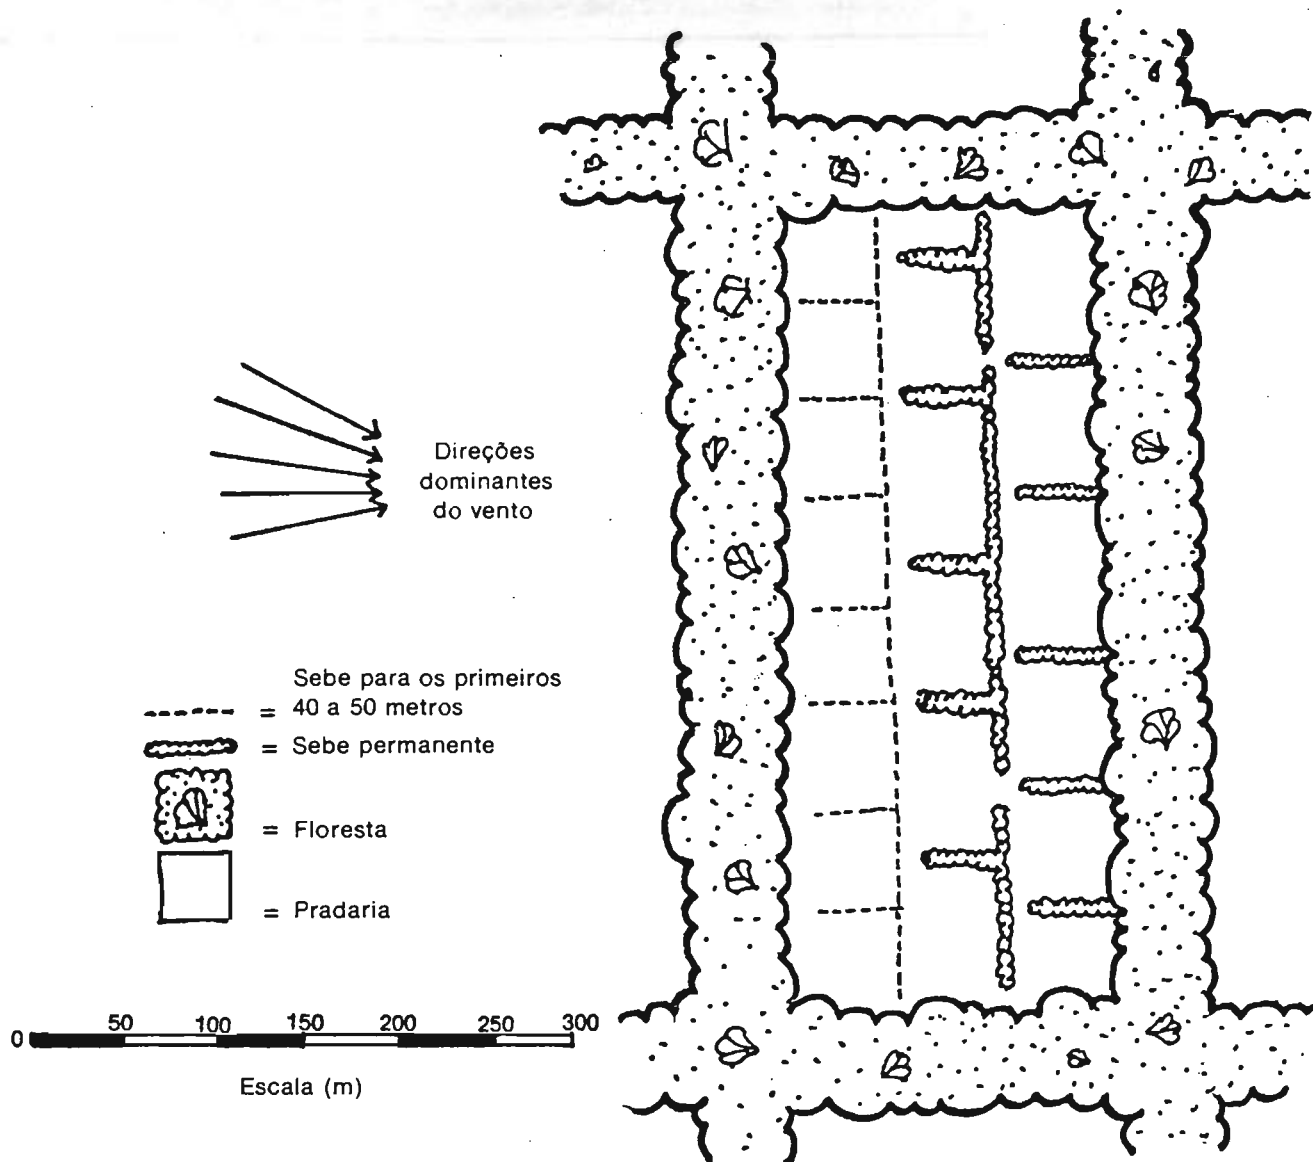 Direções
dominantes
do vento
Sebe para os primeiros
= 40 a 50 metros
= Sebe permanente
= Floresta
= Pradaria
0 50 100 150 200 250 300
Escala (m)